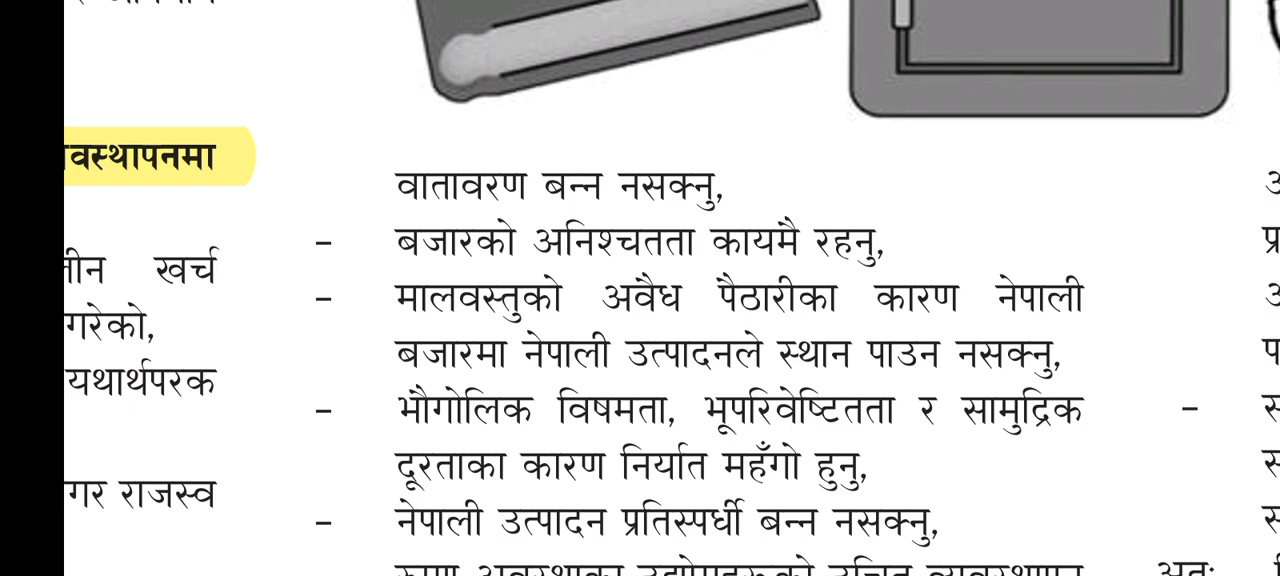 वस्थापनमा
खर्च
गरेको,
यथार्थपरक
गर राजस्व
वातावरण बन्न नसक्नु,
– बजारको अनिश्चतता कायमै रहनु,
– मालवस्तुको अवैध पैठारीका कारण नेपाली
बजारमा नेपाली उत्पादनले स्थान पाउन नसक्नु,
– भौगोलिक विषमता, भूपरिवेष्टितता र सामुद्रिक
दूरताका कारण निर्यात महँगो हुनु,
– नेपाली उत्पादन प्रतिस्पर्धी बन्न नसक्नु,
–